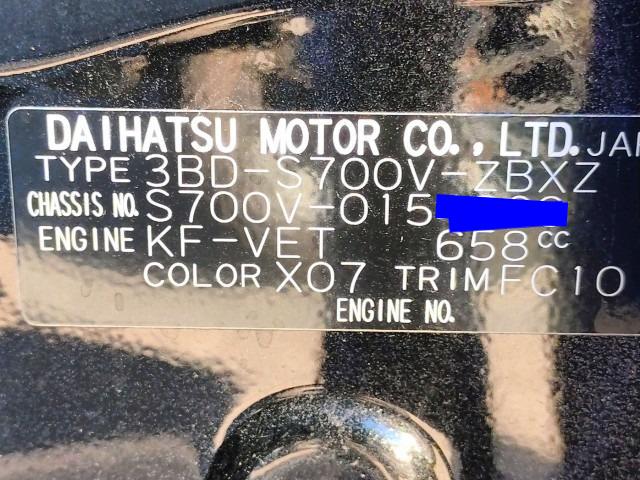 DAIHATSU MOTOR CO., LTD. JAP
TYPE 3BD-S700V-ZBXZ
CHASSIS NO. S700V-015
ENGINE KF-VET 658cc
COLOR X07 TRIM FC10
ENGINE NO.